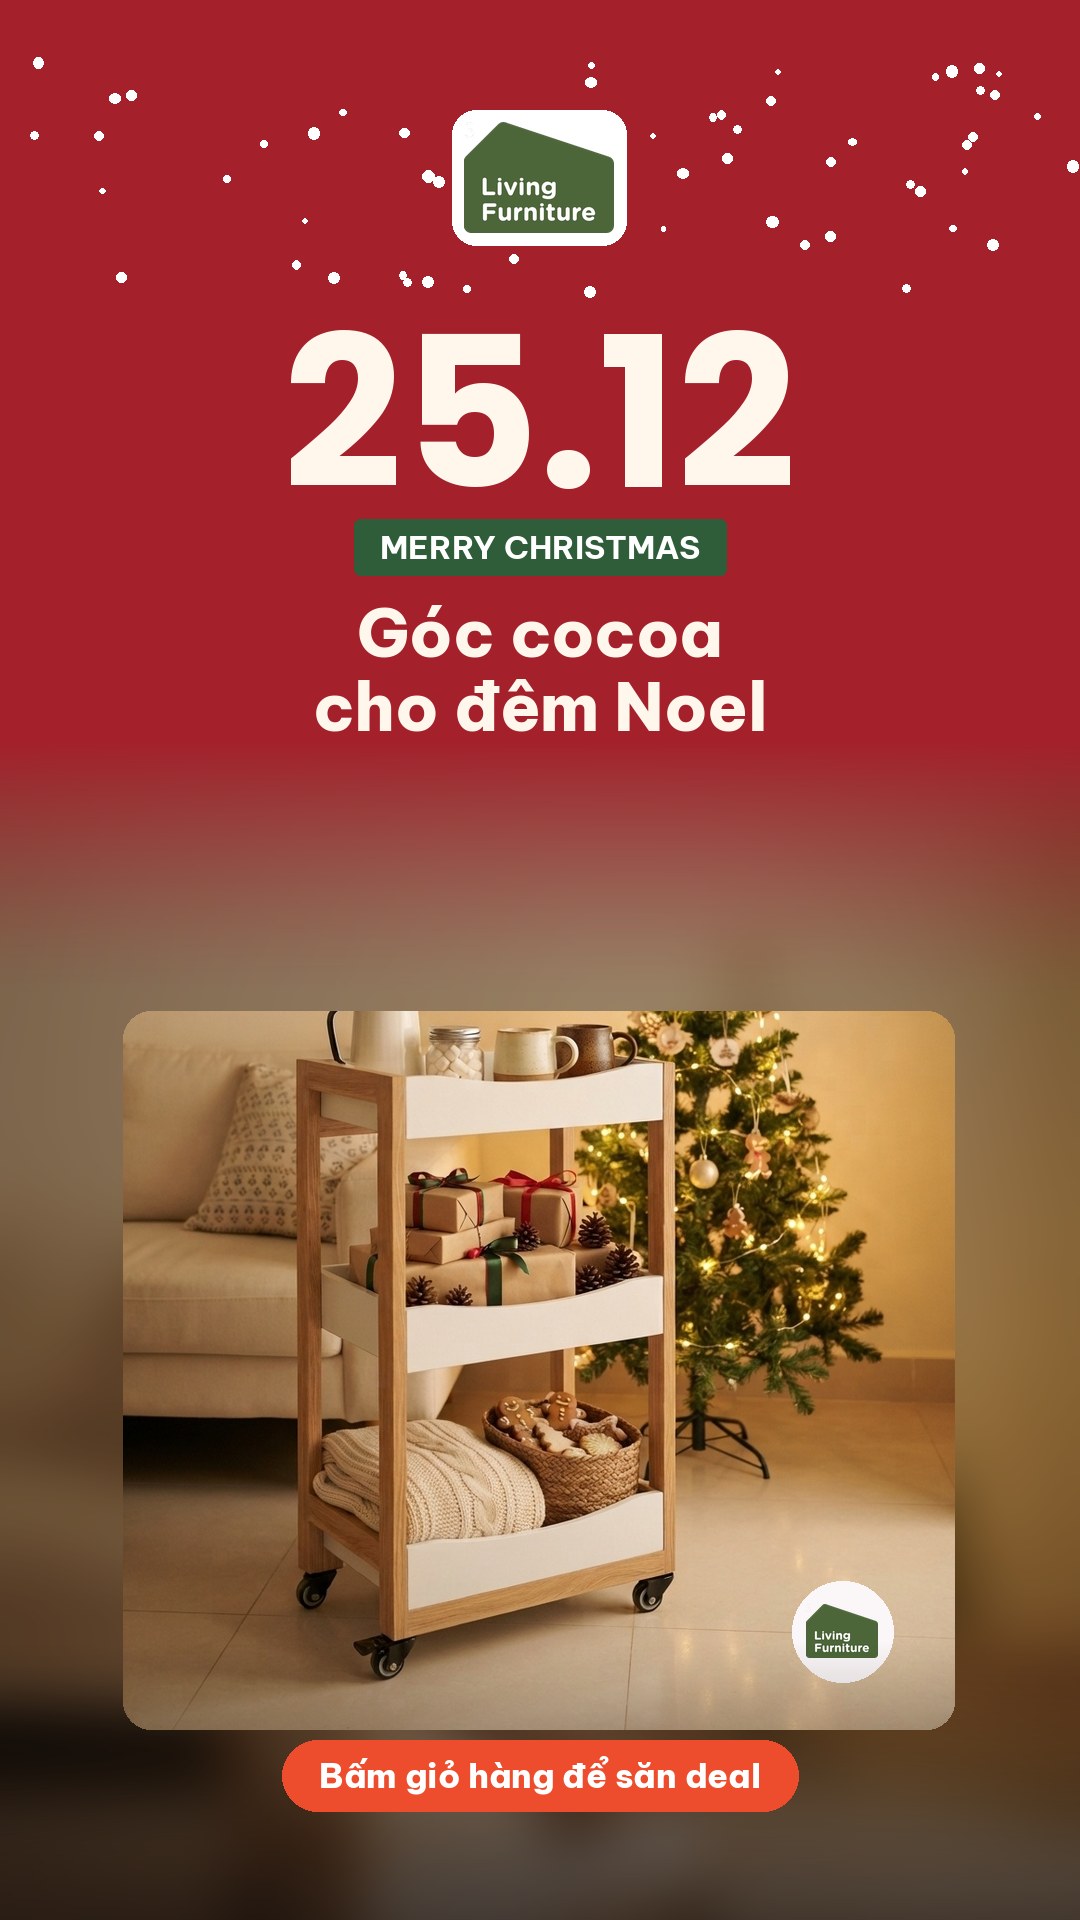 Living
Furniture
25.12
MERRY CHRISTMAS
Góc cocoa
cho đêm Noel
Living
Furniture
Bấm giỏ hàng để săn deal